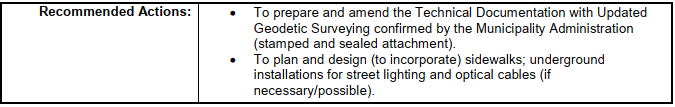 Recommended Actions:
• To prepare and amend the Technical Documentation with Updated
Geodetic Surveying confirmed by the Municipality Administration
(stamped and sealed attachment).
• To plan and design (to incorporate) sidewalks; underground
installations for street lighting and optical cables (if
necessary/possible).